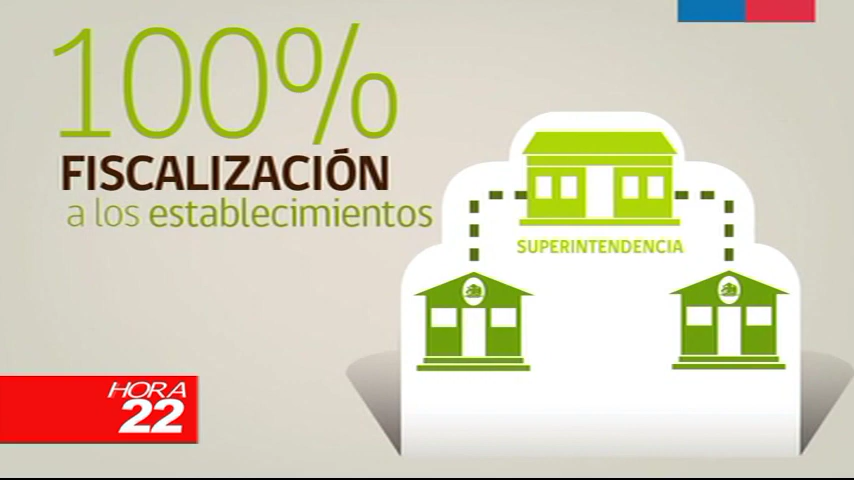 100%
FISCALIZACIÓN
a los establecimientos
SUPERINTENDENCIA
HORA
22